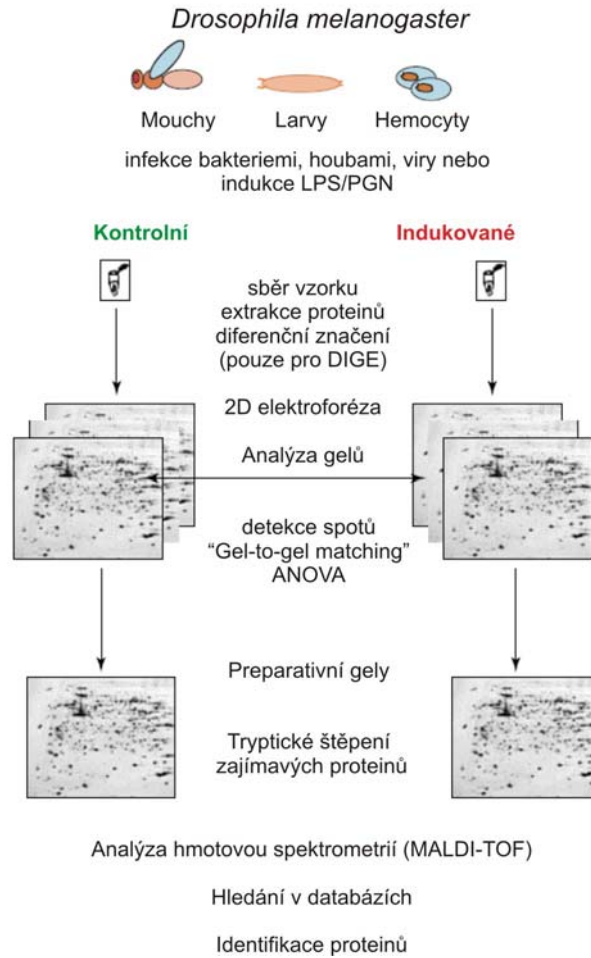 Drosophila melanogaster
Mouchy Larvy Hemocyty
infekce bakteriemi, houbami, viry nebo
indukce LPS/PGN
Kontrolní Indukované
sběr vzorku
extrakce proteinů
diferenční značení
(pouze pro DIGE)
2D elektroforéza
Analýza gelů
detekce spotů
“Gel-to-gel matching”
ANOVA
Preparativní gely
Tryptické štěpení
zajímavých proteinů
Analýza hmotovou spektrometrií (MALDI-TOF)
Hledání v databázích
Identifikace proteinů